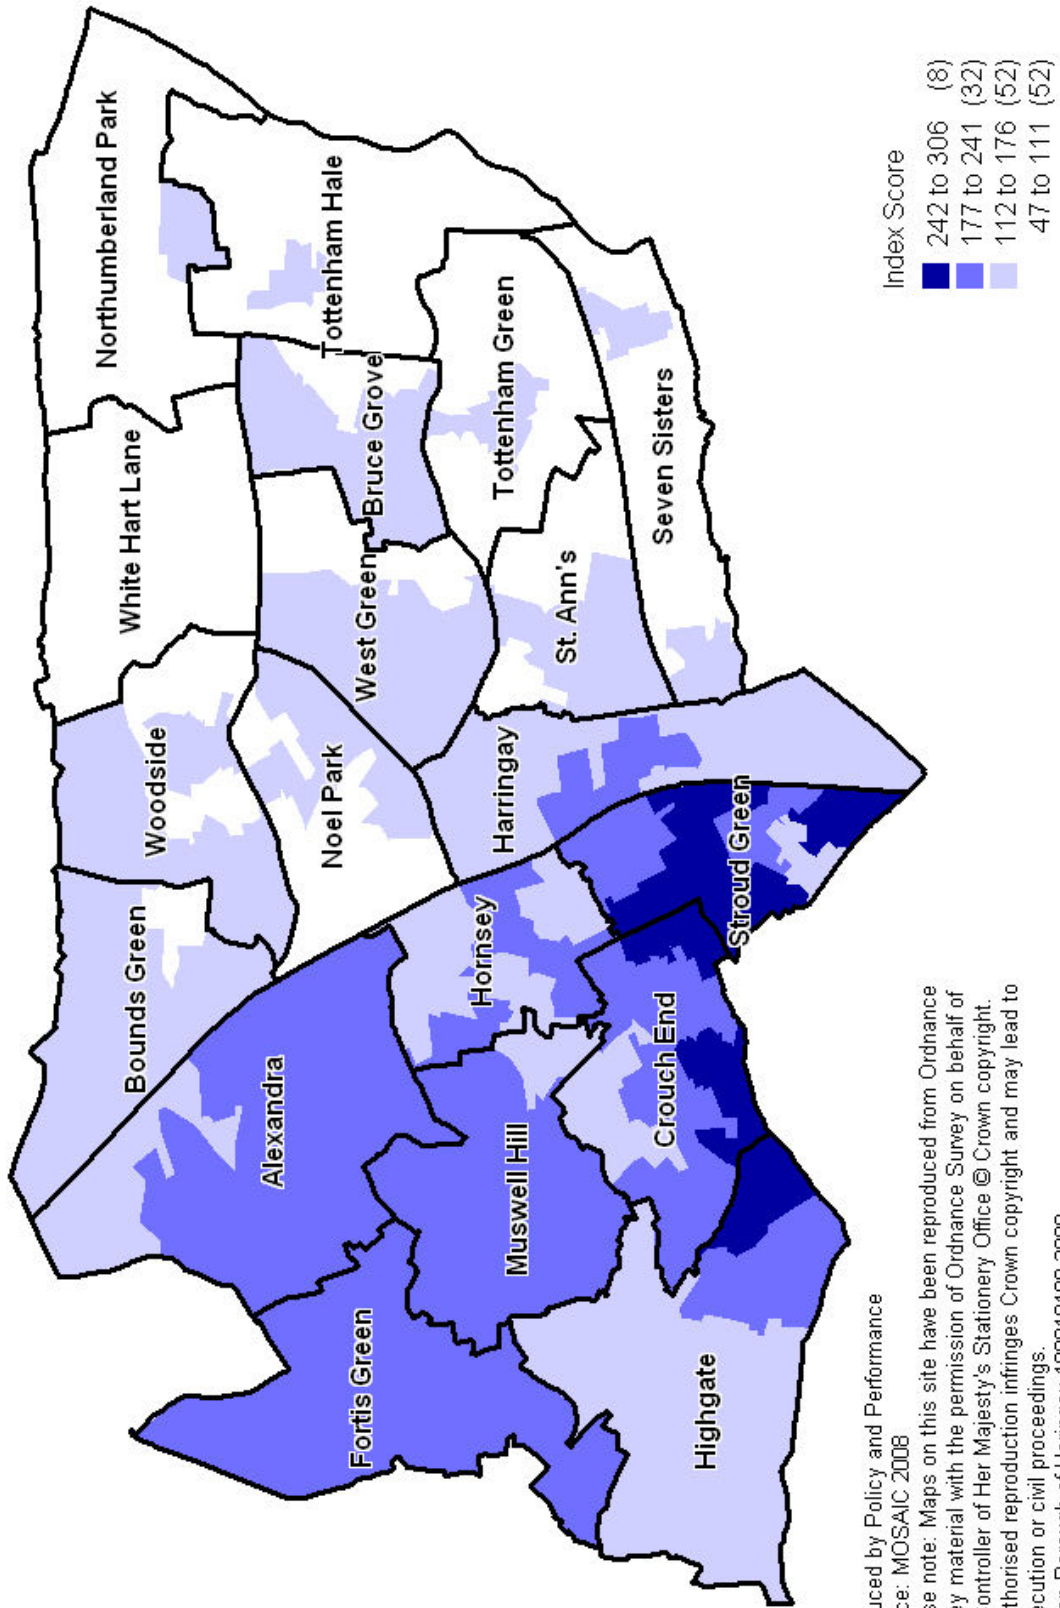 Northumberland Park
White Hart Lane
Tottenham Hale
Woodside
Bounds Green
Bruce Grove
West Green
Noel Park
Alexandra
Tottenham Green
St. Ann's
Harringay
Hornsey
Fortis Green
Muswell Hill
Seven Sisters
Crouch End
Stroud Green
Highgate
Index Score
242 to 306 (8)
177 to 241 (32)
112 to 176 (52)
47 to 111 (52)
uced by Policy and Performance
ce: MOSAIC 2008
se note: Maps on this site have been reproduced from Ordnance
ey material with the permission of Ordnance Survey on behalf of
ontroller of Her Majesty's Stationery Office © Crown copyright.
thorised reproduction infringes Crown copyright and may lead to
ecution or civil proceedings.